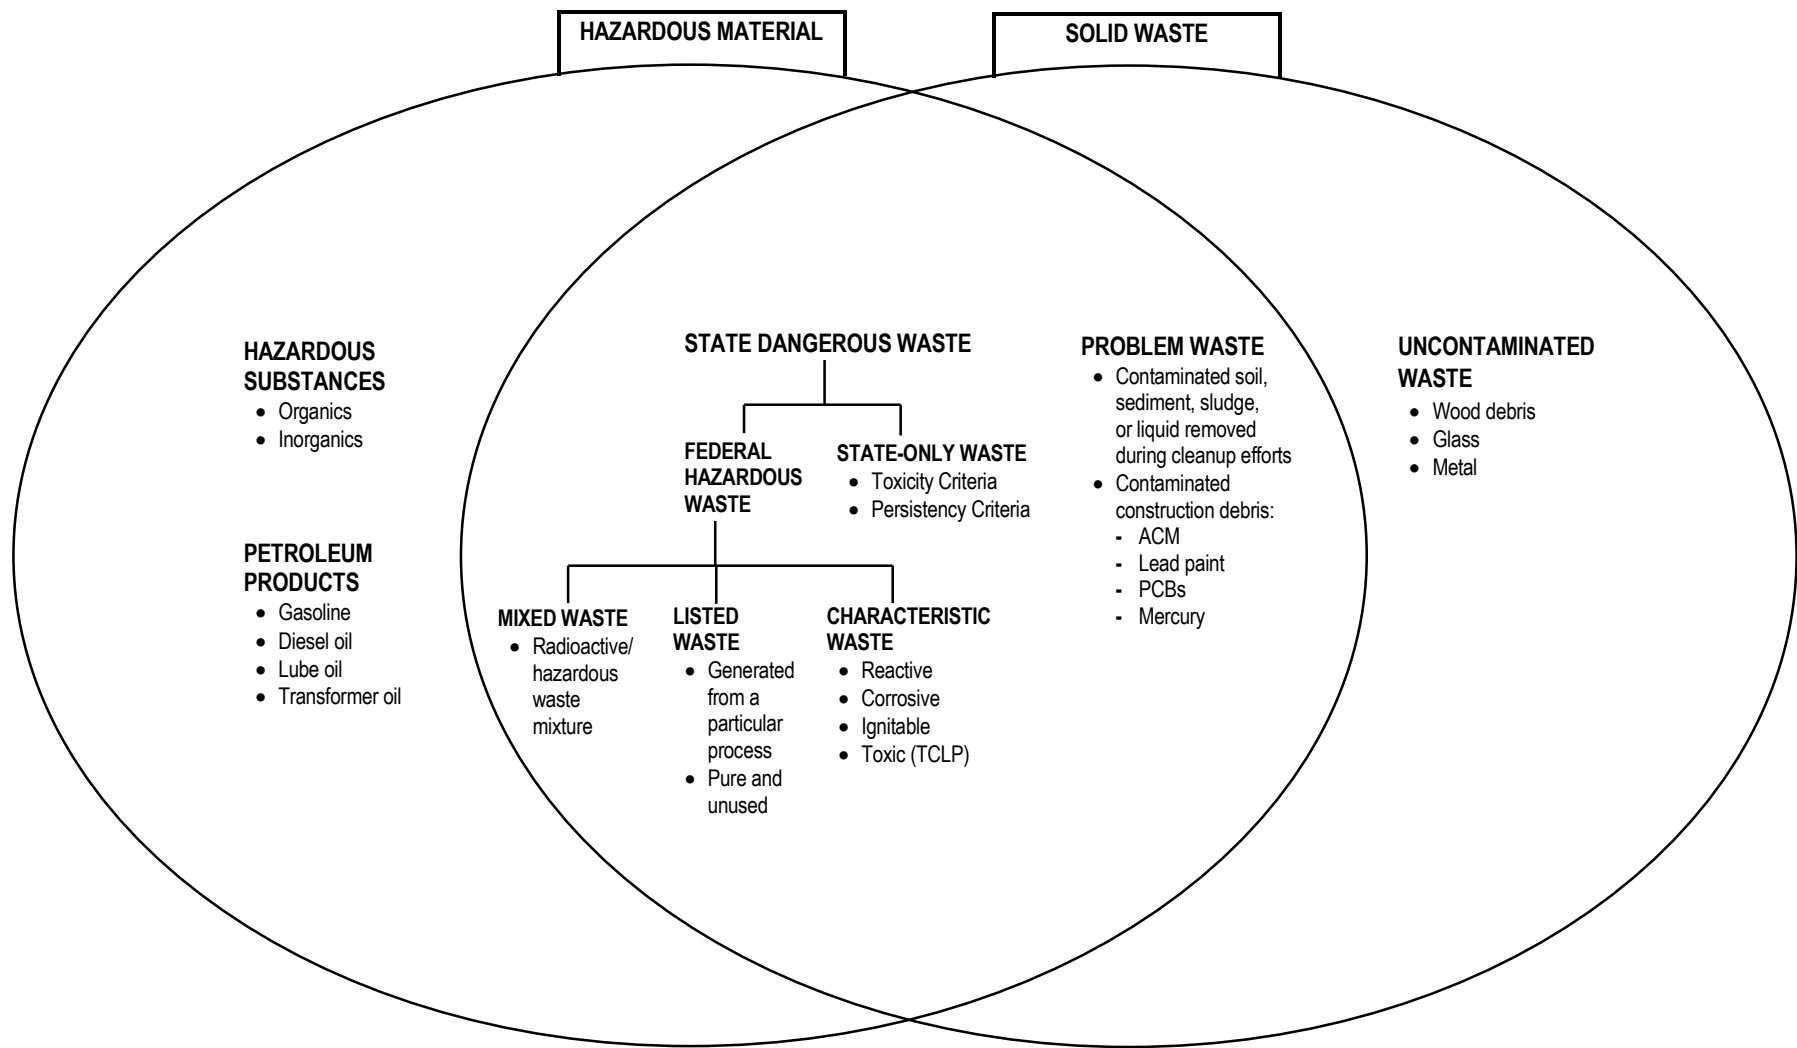 HAZARDOUS MATERIAL
SOLID WASTE
HAZARDOUS
SUBSTANCES
• Organics
• Inorganics
PETROLEUM
PRODUCTS
• Gasoline
• Diesel oil
• Lube oil
• Transformer oil
STATE DANGEROUS WASTE
FEDERAL
HAZARDOUS
WASTE
STATE-ONLY WASTE
• Toxicity Criteria
• Persistency Criteria
MIXED WASTE
• Radioactive/
hazardous
waste
mixture
LISTED
WASTE
• Generated
from a
particular
process
• Pure and
unused
CHARACTERISTIC
WASTE
• Reactive
• Corrosive
• Ignitable
• Toxic (TCLP)
PROBLEM WASTE
• Contaminated soil,
sediment, sludge,
or liquid removed
during cleanup efforts
• Contaminated
construction debris:
- ACM
- Lead paint
- PCBs
- Mercury
UNCONTAMINATED
WASTE
• Wood debris
• Glass
• Metal